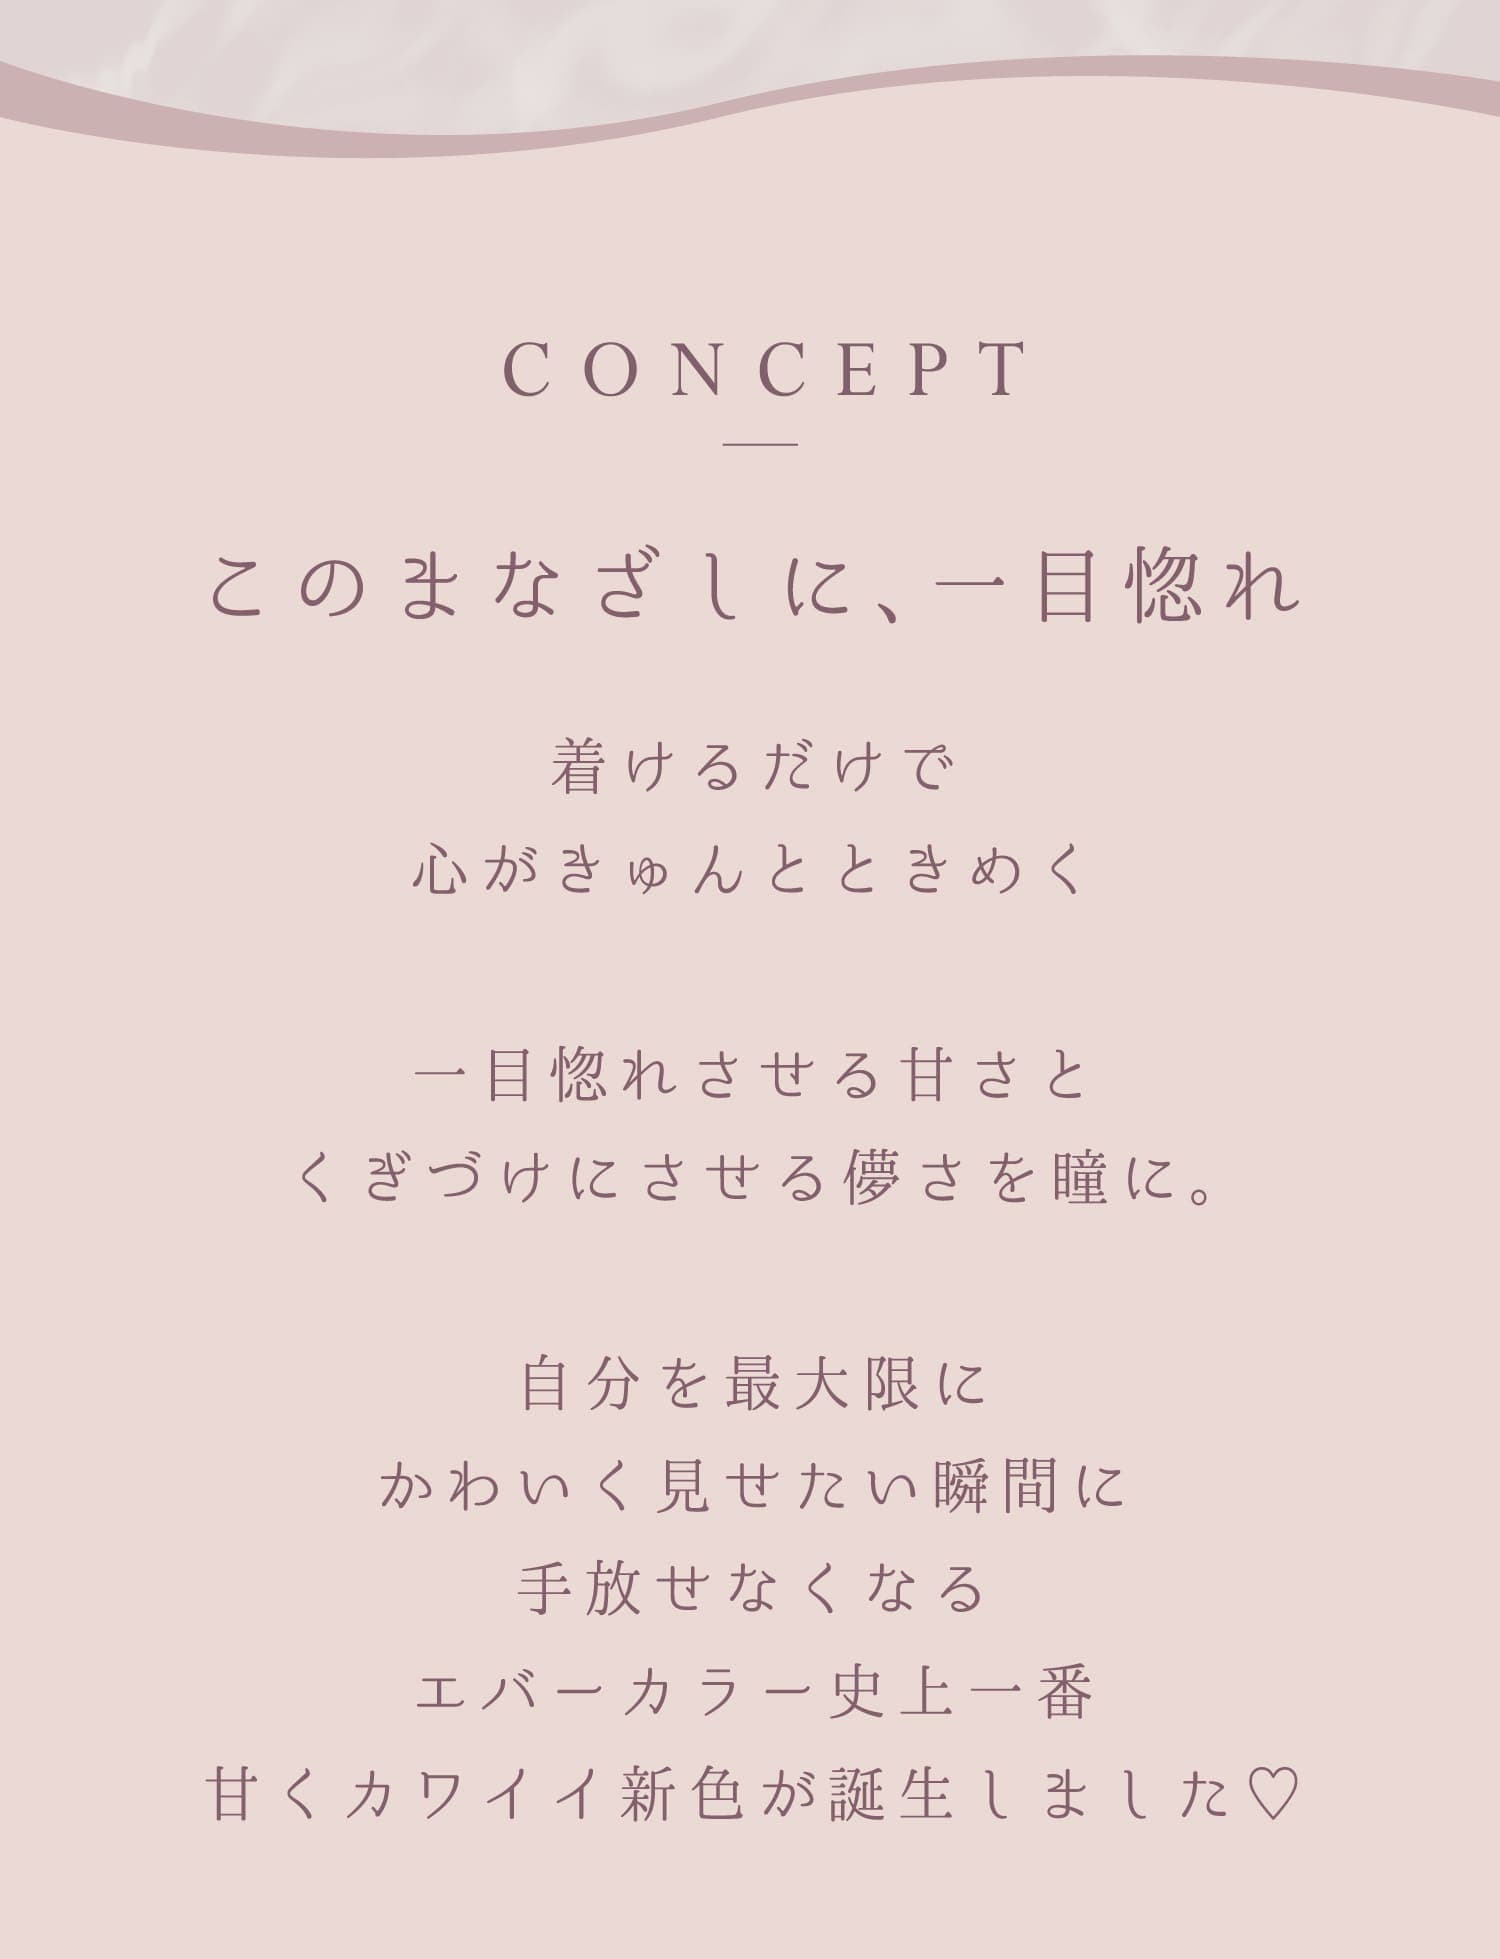 CONCEPT
このまなざしに、一目惚れ
着けるだけで
心がきゅんとときめく
一目惚れさせる甘さと
くぎづけにさせる儚さを瞳に。
自分を最大限に
かわいく見せたい瞬間に
手放せなくなる
エバーカラー史上一番
甘くカワイイ新色が誕生しました♡